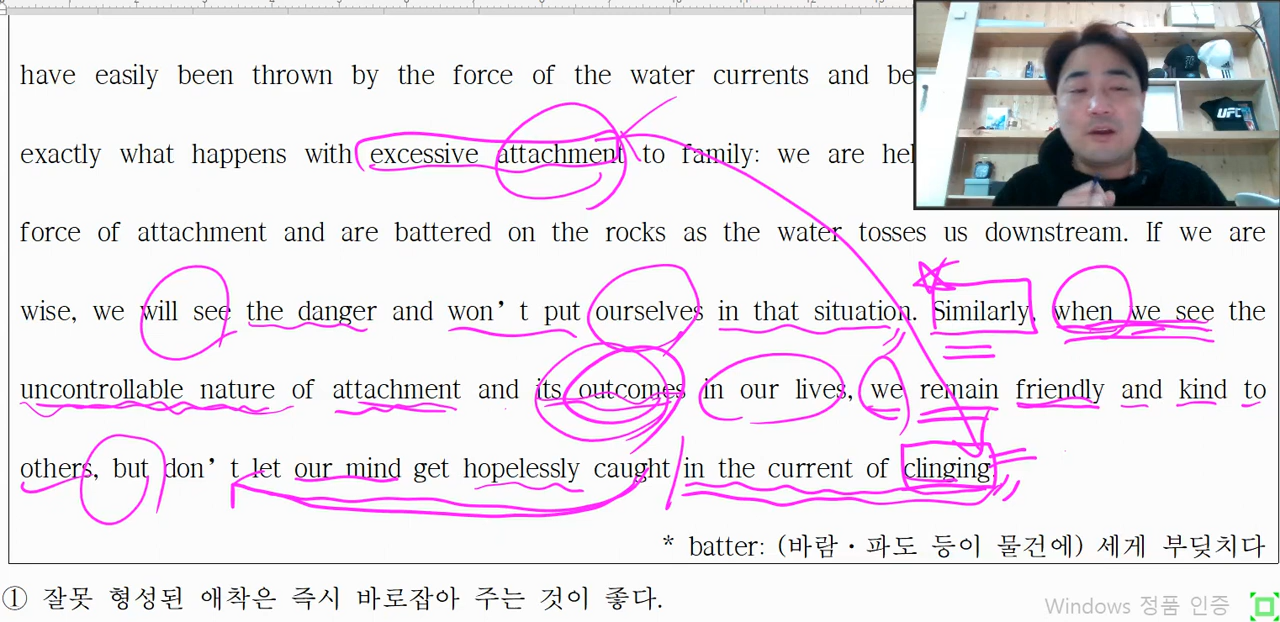 have easily been thrown by the force of the water currents and be
exactly what happens with excessive attachment to family: we are hel
force of attachment and are battered on the rocks as the water tosses us downstream. If we are
wise, we will see the danger and won't put ourselves in that situation. Similarly, when we see the
uncontrollable nature of attachment and its outcomes in our lives, we remain friendly and kind to
others, but don't let our mind get hopelessly caught in the current of clinging
* batter: (바람·파도 등이 물건에) 세게 부딪치다
① 잘못 형성된 애착은 즉시 바로잡아 주는 것이 좋다.
Windows 정품 인증
UFC